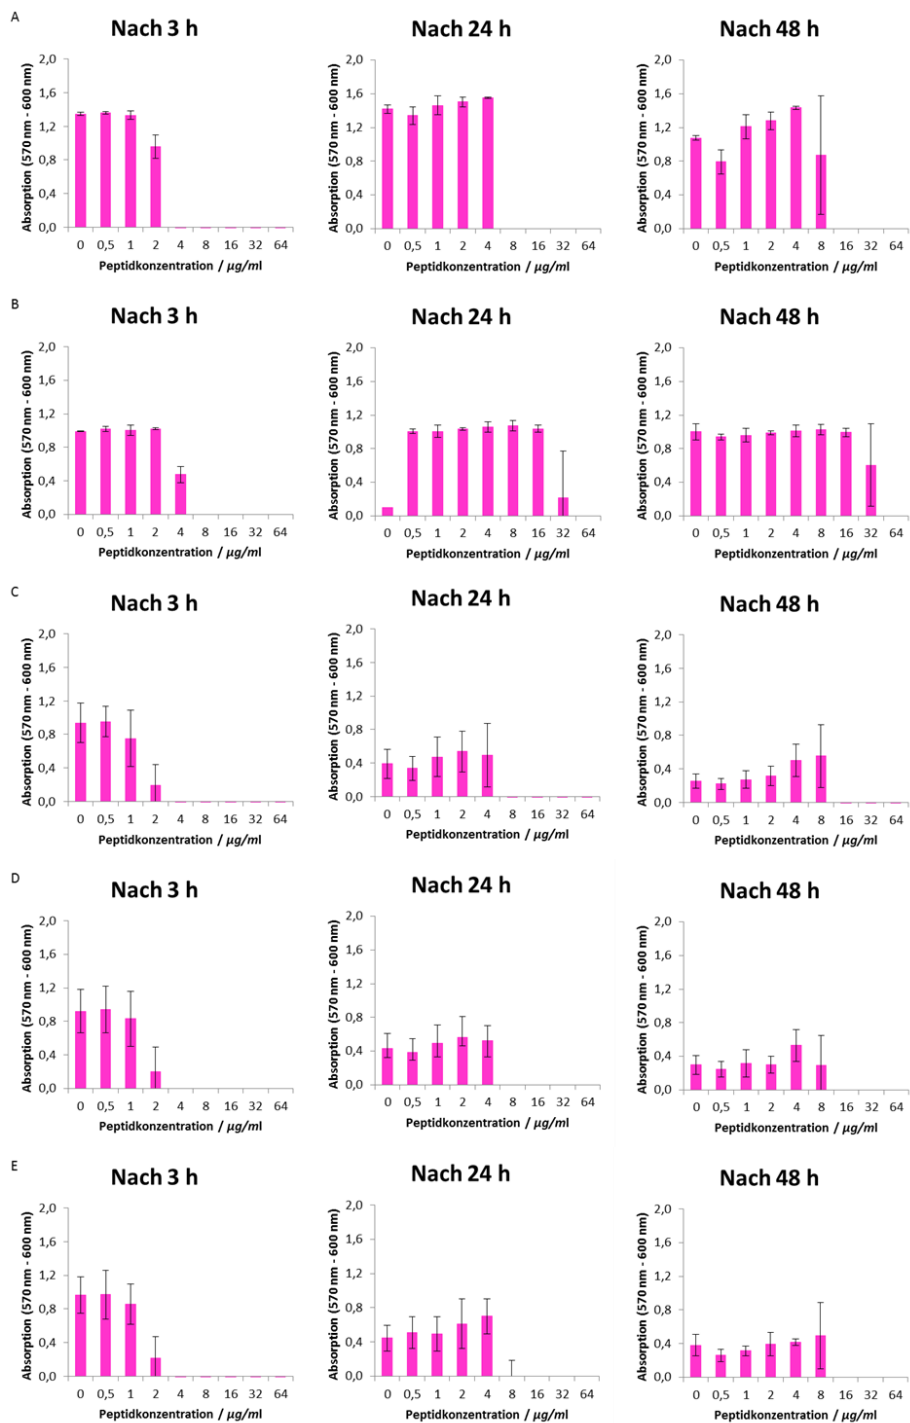 A
Nach 3 h
Nach 24 h
Nach 48 h
Absorption (570 nm - 600 nm)
2,0
1,6
1,2
0,8
0,4
0,0
0 0,5 1 2 4 8 16 32 64
Peptidkonzentration / µg/ml
Absorption (570 nm - 600 nm)
2,0
1,6
1,2
0,8
0,4
0,0
0 0,5 1 2 4 8 16 32 64
Peptidkonzentration / µg/ml
Absorption (570 nm - 600 nm)
2,0
1,6
1,2
0,8
0,4
0,0
0 0,5 1 2 4 8 16 32 64
Peptidkonzentration / µg/ml
B
Nach 3 h
Nach 24 h
Nach 48 h
Absorption (570 nm - 600 nm)
2,0
1,6
1,2
0,8
0,4
0,0
0 0,5 1 2 4 8 16 32 64
Peptidkonzentration / µg/ml
Absorption (570 nm - 600 nm)
2,0
1,6
1,2
0,8
0,4
0,0
0 0,5 1 2 4 8 16 32 64
Peptidkonzentration / µg/ml
Absorption (570 nm - 600 nm)
2,0
1,6
1,2
0,8
0,4
0,0
0 0,5 1 2 4 8 16 32 64
Peptidkonzentration / µg/ml
C
Nach 3 h
Nach 24 h
Nach 48 h
Absorption (570 nm - 600 nm)
2,0
1,6
1,2
0,8
0,4
0,0
0 0,5 1 2 4 8 16 32 64
Peptidkonzentration / µg/ml
Absorption (570 nm - 600 nm)
2,0
1,6
1,2
0,8
0,4
0,0
0 0,5 1 2 4 8 16 32 64
Peptidkonzentration / µg/ml
Absorption (570 nm - 600 nm)
2,0
1,6
1,2
0,8
0,4
0,0
0 0,5 1 2 4 8 16 32 64
Peptidkonzentration / µg/ml
D
Nach 3 h
Nach 24 h
Nach 48 h
Absorption (570 nm - 600 nm)
2,0
1,6
1,2
0,8
0,4
0,0
0 0,5 1 2 4 8 16 32 64
Peptidkonzentration / µg/ml
Absorption (570 nm - 600 nm)
2,0
1,6
1,2
0,8
0,4
0,0
0 0,5 1 2 4 8 16 32 64
Peptidkonzentration / µg/ml
Absorption (570 nm - 600 nm)
2,0
1,6
1,2
0,8
0,4
0,0
0 0,5 1 2 4 8 16 32 64
Peptidkonzentration / µg/ml
E
Nach 3 h
Nach 24 h
Nach 48 h
Absorption (570 nm - 600 nm)
2,0
1,6
1,2
0,8
0,4
0,0
0 0,5 1 2 4 8 16 32 64
Peptidkonzentration / µg/ml
Absorption (570 nm - 600 nm)
2,0
1,6
1,2
0,8
0,4
0,0
0 0,5 1 2 4 8 16 32 64
Peptidkonzentration / µg/ml
Absorption (570 nm - 600 nm)
2,0
1,6
1,2
0,8
0,4
0,0
0 0,5 1 2 4 8 16 32 64
Peptidkonzentration / µg/ml